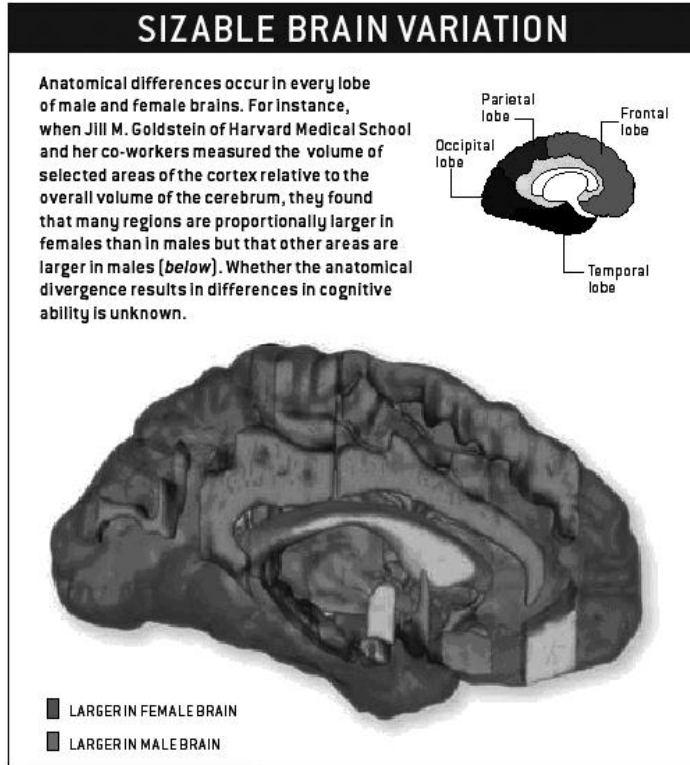 SIZABLE BRAIN VARIATION
Anatomical differences occur in every lobe
of male and female brains. For instance,
when Jill M. Goldstein of Harvard Medical School
and her co-workers measured the volume of
selected areas of the cortex relative to the
overall volume of the cerebrum, they found
that many regions are proportionally larger in
females than in males but that other areas are
larger in males (below). Whether the anatomical
divergence results in differences in cognitive
ability is unknown.
Parietal
lobe
Frontal
lobe
Occipital
lobe
Temporal
lobe
LARGER IN FEMALE BRAIN
LARGER IN MALE BRAIN